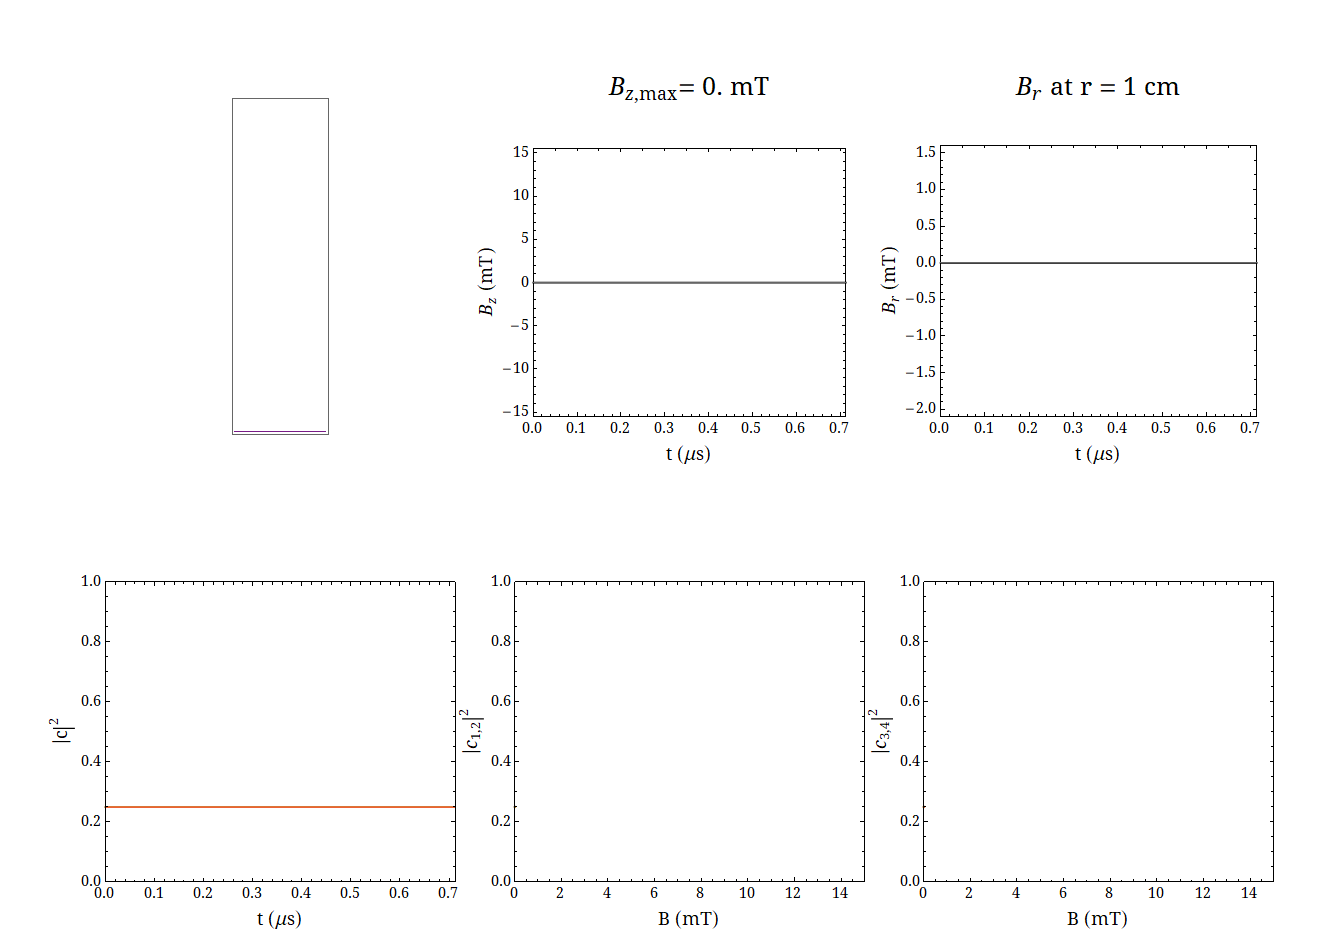 B_{z,max}= 0. mT
B_r at r = 1 cm
15
10
5
0
−5
−10
−15
B_z (mT)
0.0 0.1 0.2 0.3 0.4 0.5 0.6 0.7
t (μs)
1.5
1.0
0.5
0.0
−0.5
−1.0
−1.5
−2.0
B_r (mT)
0.0 0.1 0.2 0.3 0.4 0.5 0.6 0.7
t (μs)
1.0
0.8
0.6
0.4
0.2
0.0
|c|^2
0.0 0.1 0.2 0.3 0.4 0.5 0.6 0.7
t (μs)
1.0
0.8
0.6
0.4
0.2
0.0
|c_{1,2}|^2
0 2 4 6 8 10 12 14
B (mT)
1.0
0.8
0.6
0.4
0.2
0.0
|c_{3,4}|^2
0 2 4 6 8 10 12 14
B (mT)